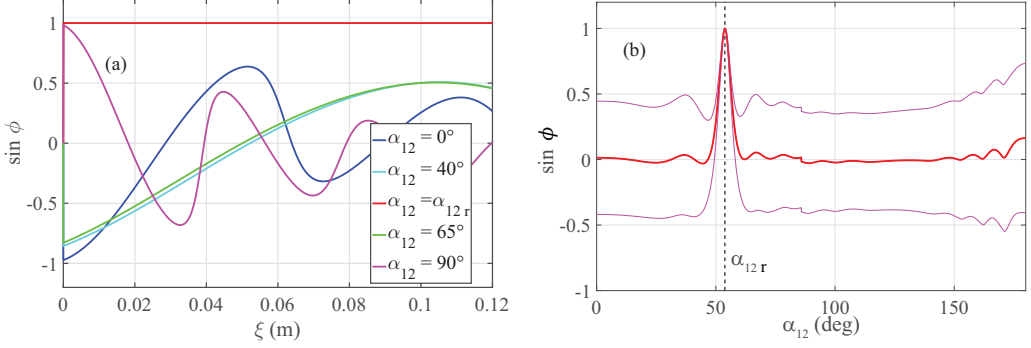 (a)
sin ϕ
1
0.5
0
-0.5
-1
0
0.02
0.04
0.06
0.08
0.1
0.12
ξ (m)
α12 = 0°
α12 = 40°
α12 = α12 r
α12 = 65°
α12 = 90°
(b)
sin ϕ
1
0.5
0
-0.5
-1
0
50
100
150
α12 (deg)
α12 r